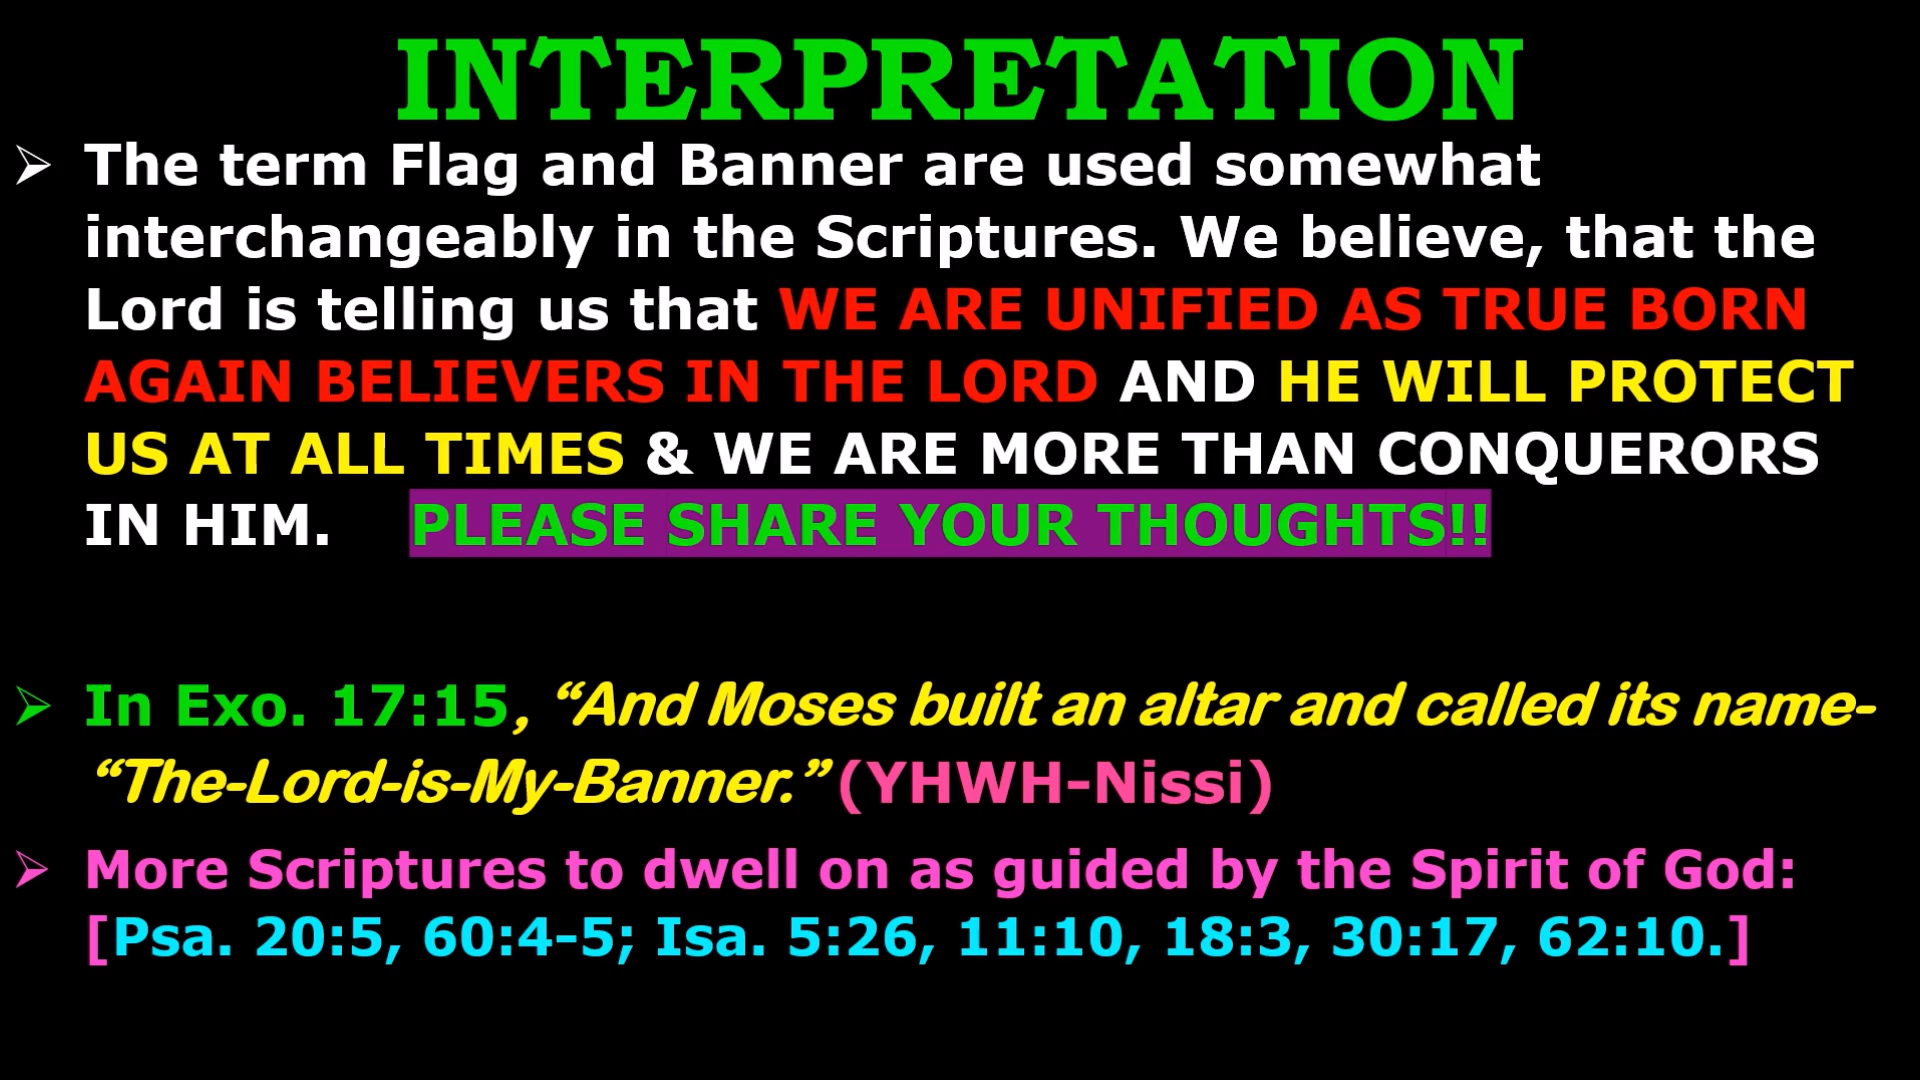 INTERPRETATION
➢ The term Flag and Banner are used somewhat
interchangeably in the Scriptures. We believe, that the
Lord is telling us that WE ARE UNIFIED AS TRUE BORN
AGAIN BELIEVERS IN THE LORD AND HE WILL PROTECT
US AT ALL TIMES & WE ARE MORE THAN CONQUERORS
IN HIM. PLEASE SHARE YOUR THOUGHTS!!
➢ In Exo. 17:15, “And Moses built an altar and called its name-
“The-Lord-is-My-Banner.” (YHWH-Nissi)
➢ More Scriptures to dwell on as guided by the Spirit of God:
[Psa. 20:5, 60:4-5; Isa. 5:26, 11:10, 18:3, 30:17, 62:10.]